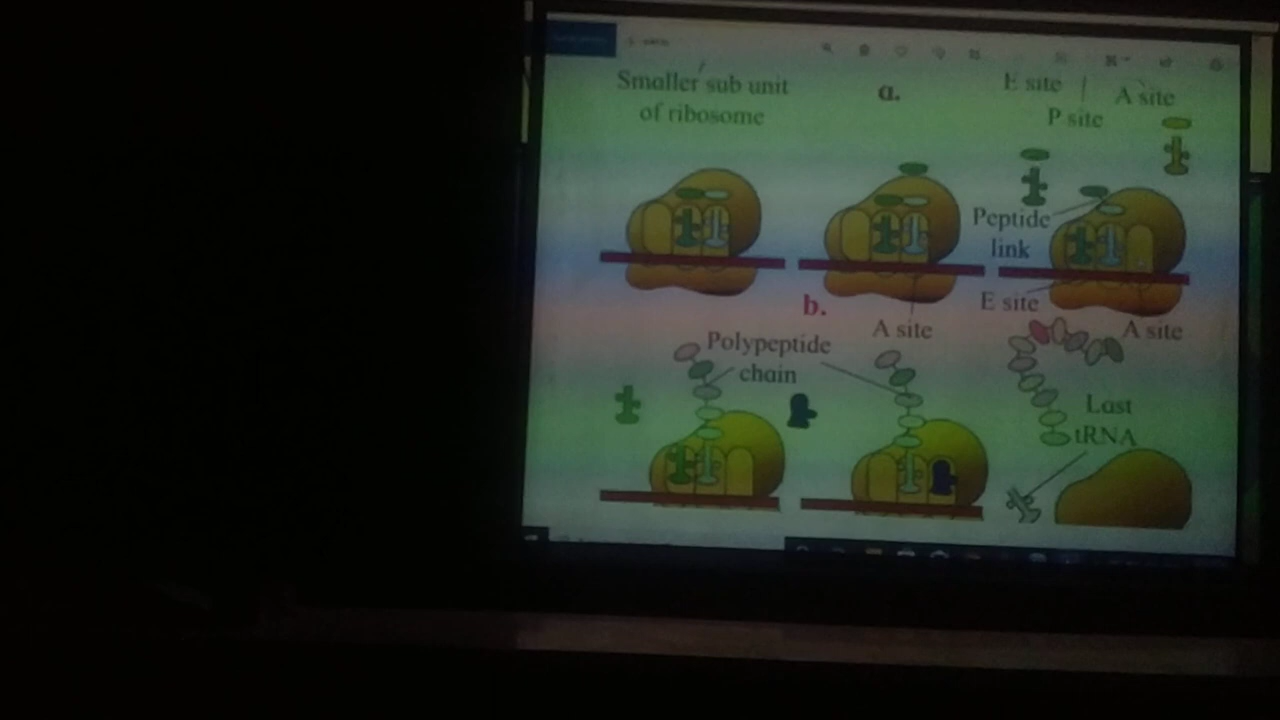 Smaller sub unit
of ribosome
a.
E site
A site
P site
Peptide
link
E site
A site
b.
A site
Polypeptide
chain
Last
tRNA